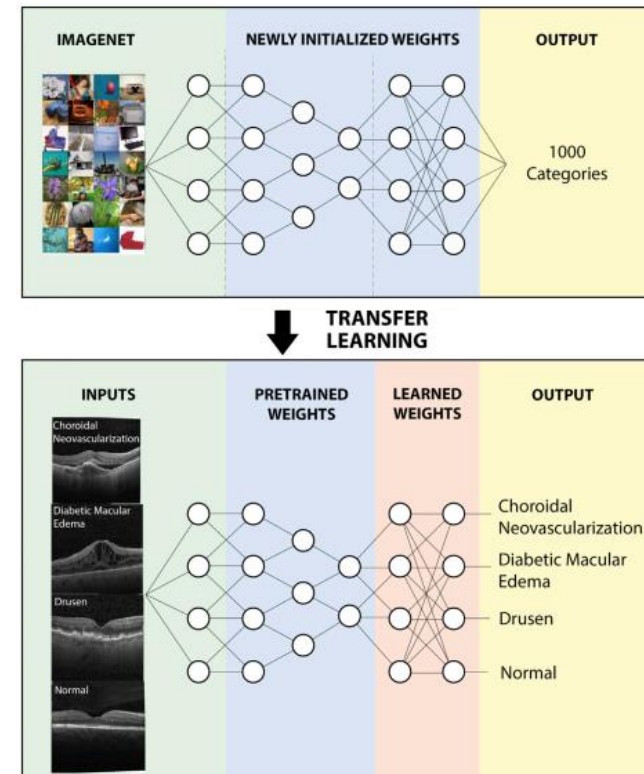 IMAGENET
NEWLY INITIALIZED WEIGHTS
OUTPUT
1000
Categories
TRANSFER
LEARNING
INPUTS
PRETRAINED
WEIGHTS
LEARNED
WEIGHTS
OUTPUT
Choroidal
Neovascularization
Diabetic Macular
Edema
Drusen
Normal
Choroidal
Neovascularization
Diabetic Macular
Edema
Drusen
Normal